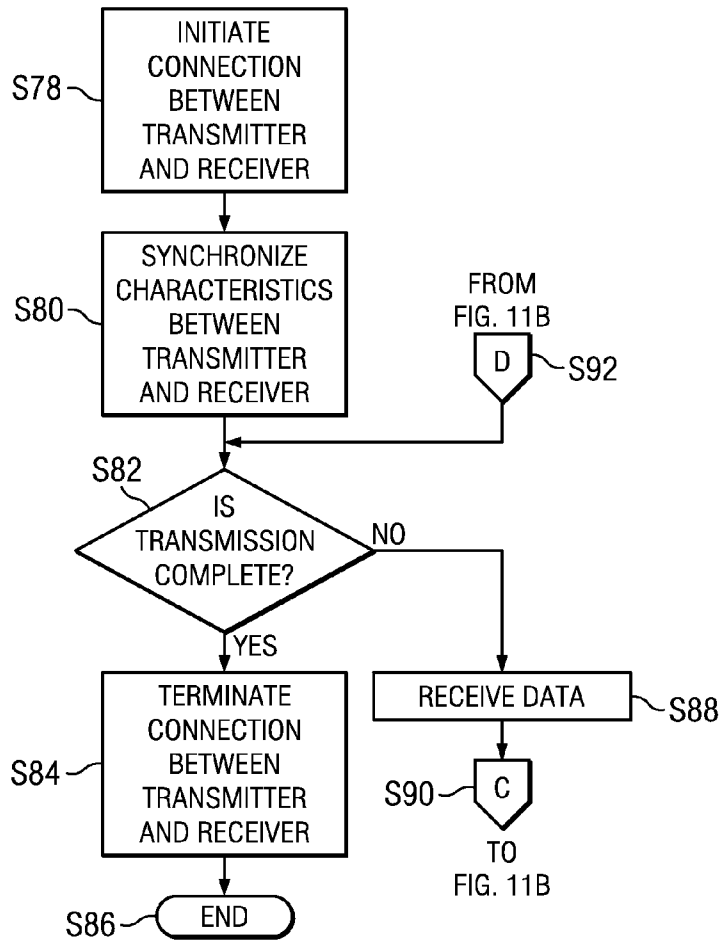 INITIATE
CONNECTION
BETWEEN
TRANSMITTER
AND RECEIVER
S78
SYNCHRONIZE
CHARACTERISTICS
BETWEEN
TRANSMITTER
AND RECEIVER
S80
FROM
FIG. 11B
D
S92
S82
IS
TRANSMISSION
COMPLETE?
NO
YES
TERMINATE
CONNECTION
BETWEEN
TRANSMITTER
AND RECEIVER
S84
RECEIVE DATA
S88
S90
C
TO
FIG. 11B
S86
END